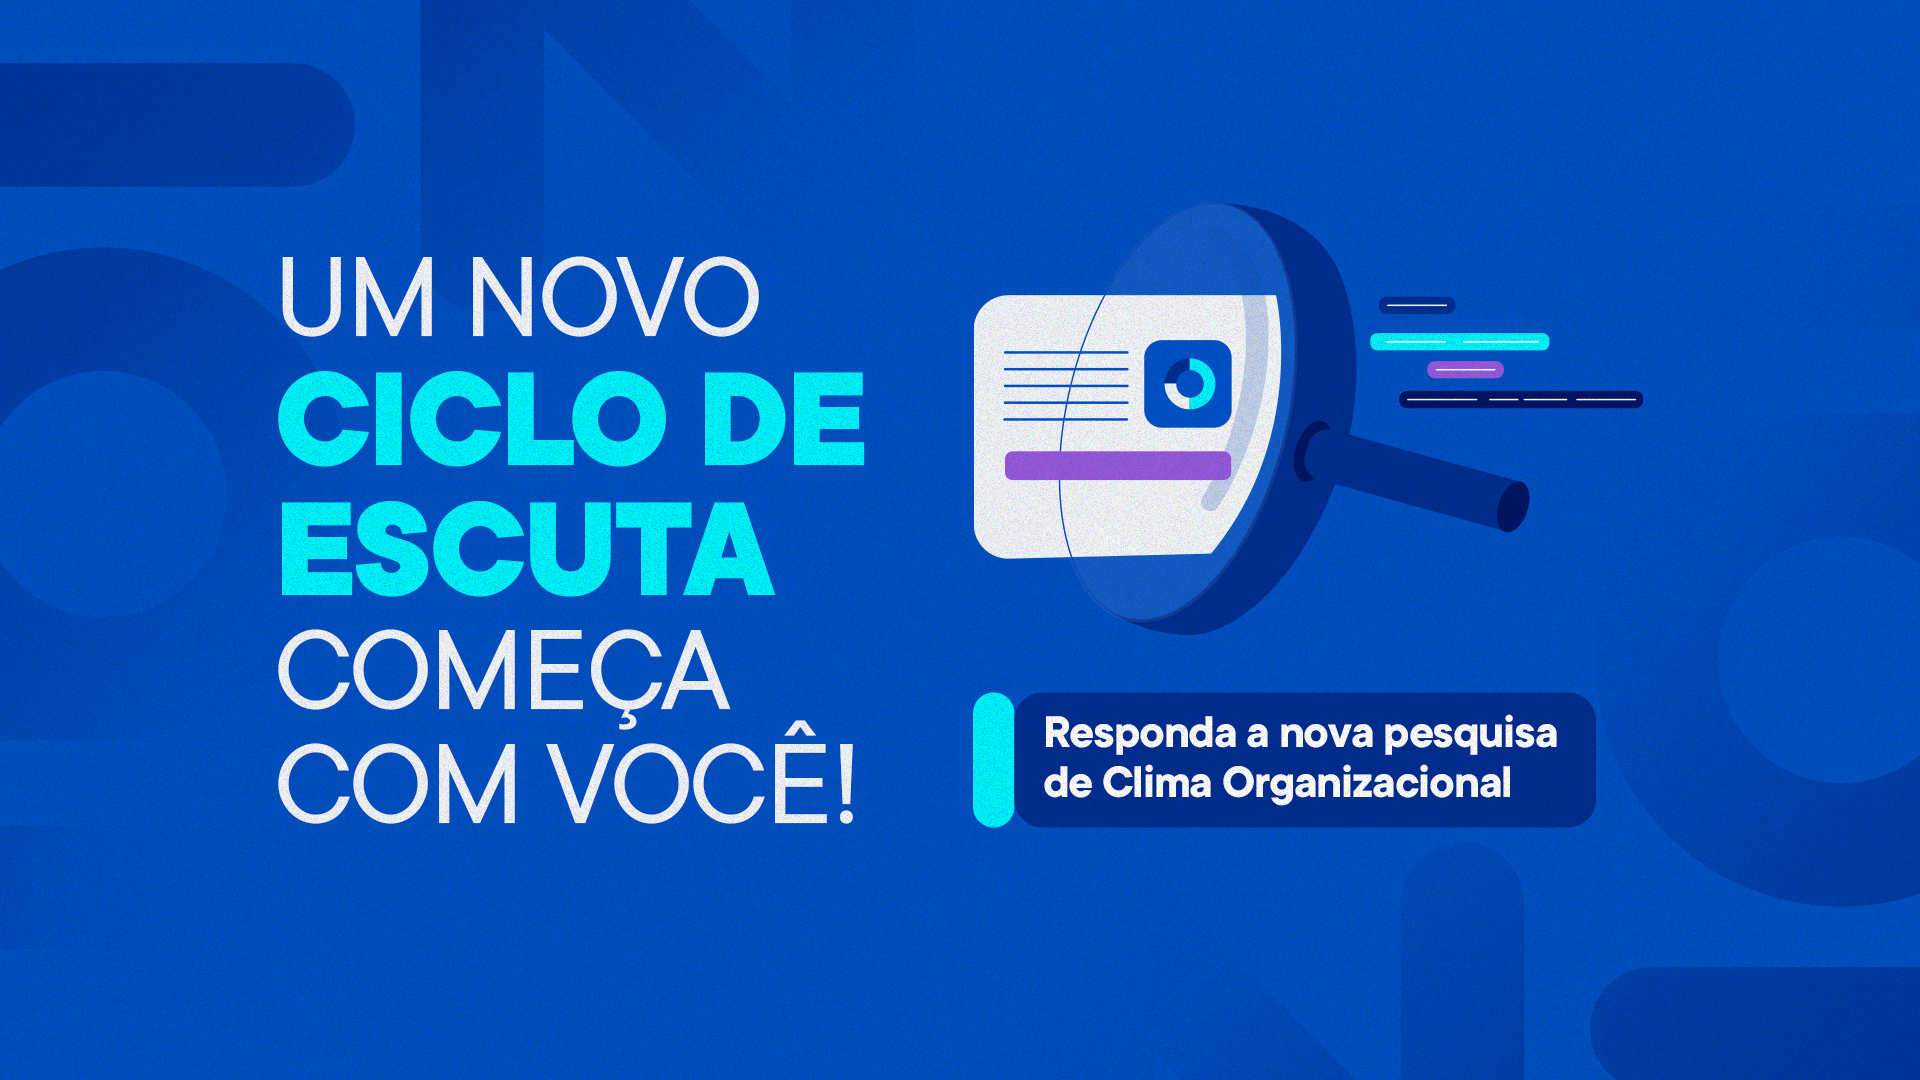 UM NOVO
CICLO DE
ESCUTA
COMEÇA
COM VOCÊ!
Responda a nova pesquisa
de Clima Organizacional